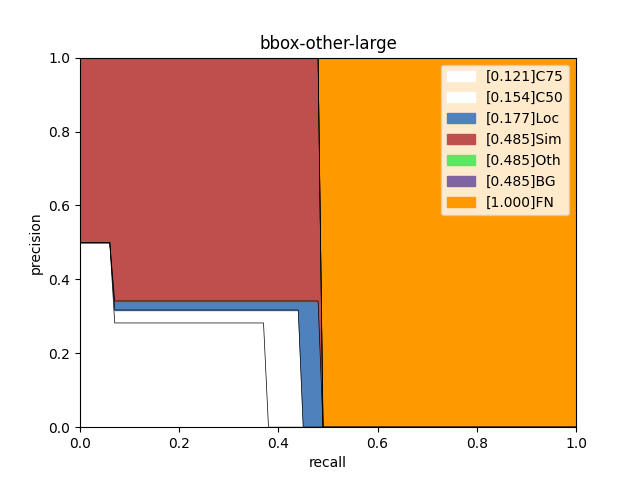 bbox-other-large
1.0
0.8
0.6
0.4
0.2
0.0
precision
0.0 0.2 0.4 0.6 0.8 1.0
recall
[0.121]C75
[0.154]C50
[0.177]Loc
[0.485]Sim
[0.485]Oth
[0.485]BG
[1.000]FN